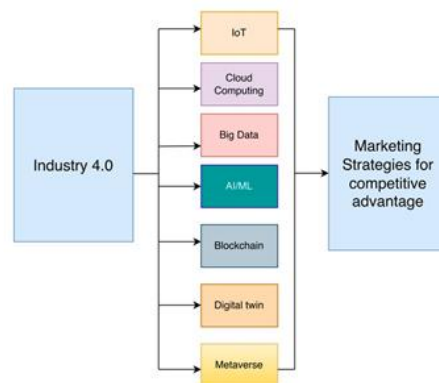 Industry 4.0
IoT
Cloud
Computing
Big Data
AI/ML
Blockchain
Digital twin
Metaverse
Marketing
Strategies for
competitive
advantage